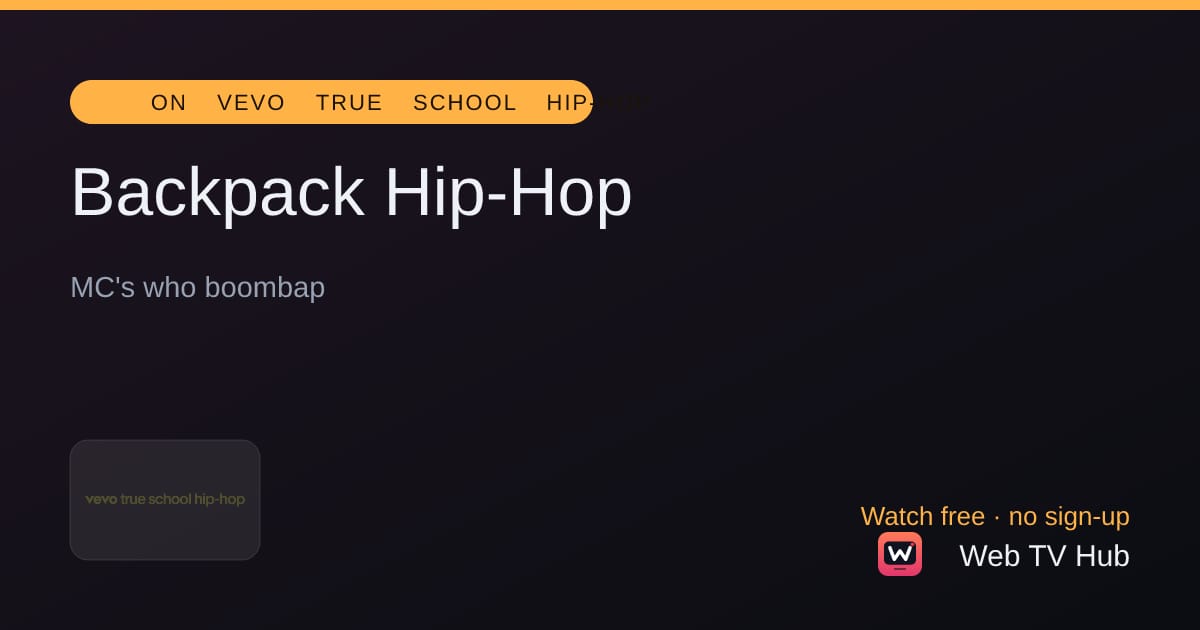 ON VEVO TRUE SCHOOL HIP-HOP
Backpack Hip-Hop
MC's who boombap
vevo true school hip-hop
Watch free · no sign-up
W
Web TV Hub